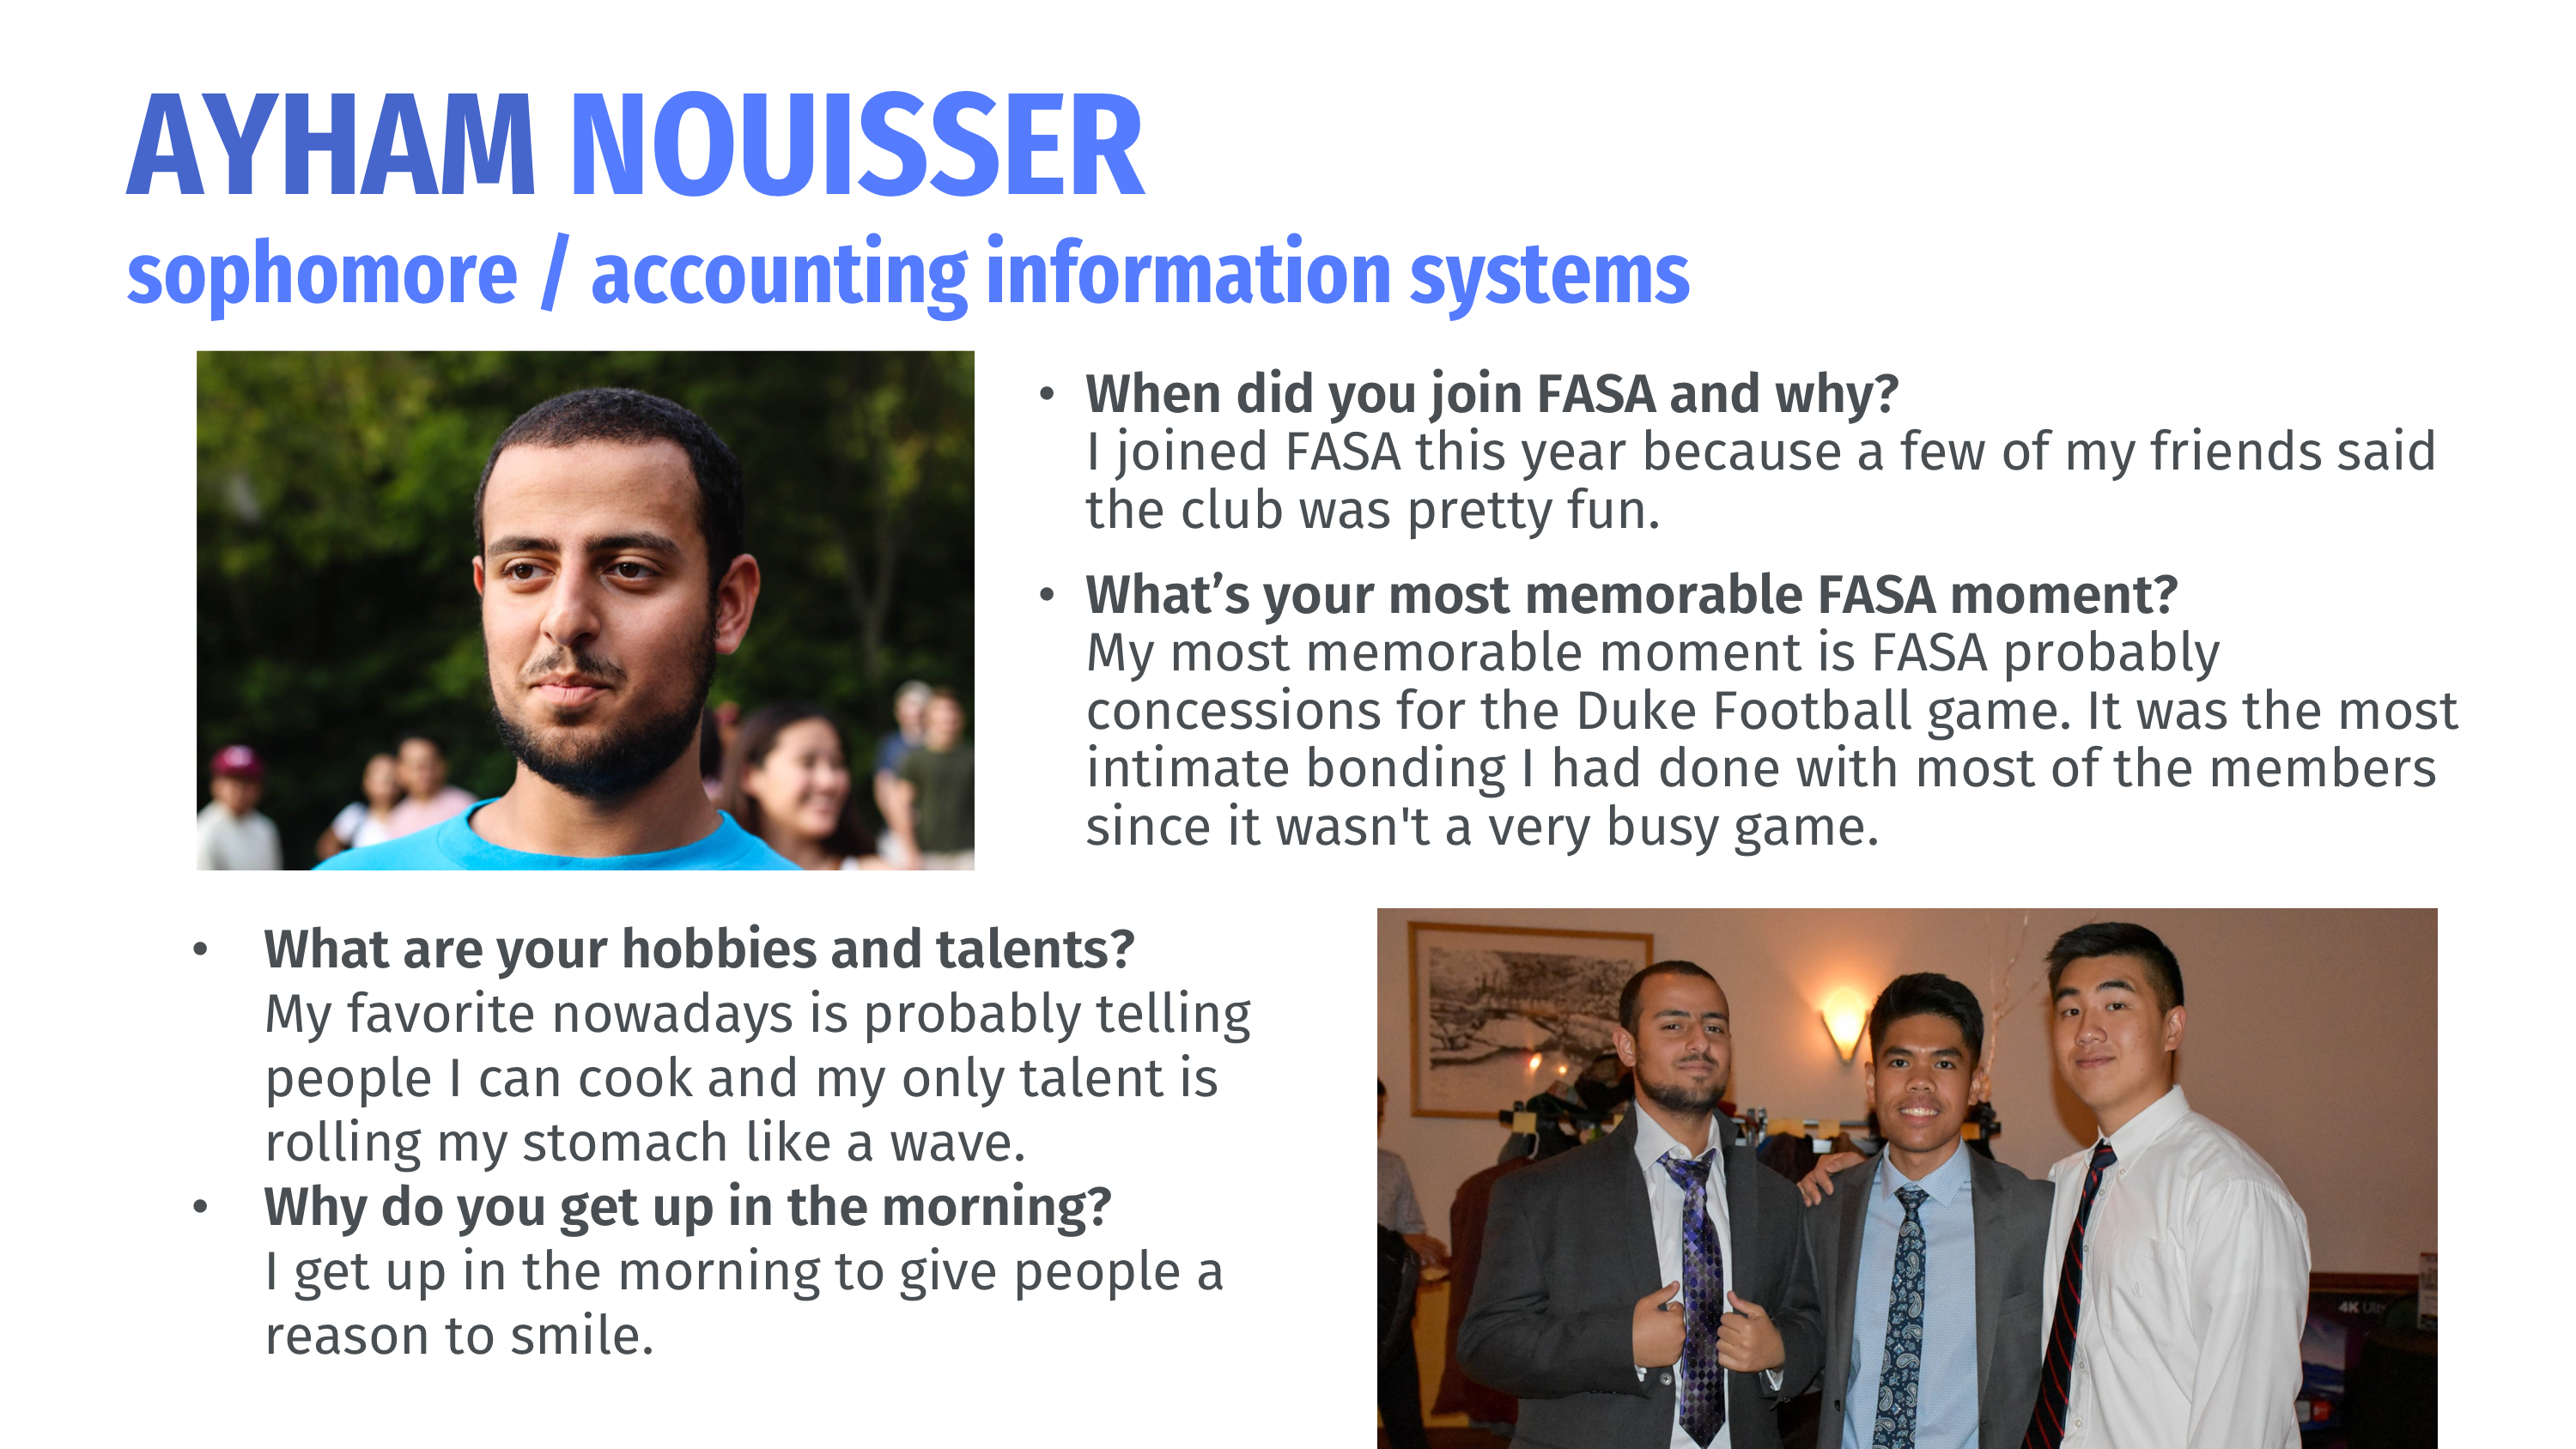 AYHAM NOUISSER
sophomore / accounting information systems
• When did you join FASA and why?
I joined FASA this year because a few of my friends said
the club was pretty fun.
• What’s your most memorable FASA moment?
My most memorable moment is FASA probably
concessions for the Duke Football game. It was the most
intimate bonding I had done with most of the members
since it wasn't a very busy game.
• What are your hobbies and talents?
My favorite nowadays is probably telling
people I can cook and my only talent is
rolling my stomach like a wave.
• Why do you get up in the morning?
I get up in the morning to give people a
reason to smile.
4K